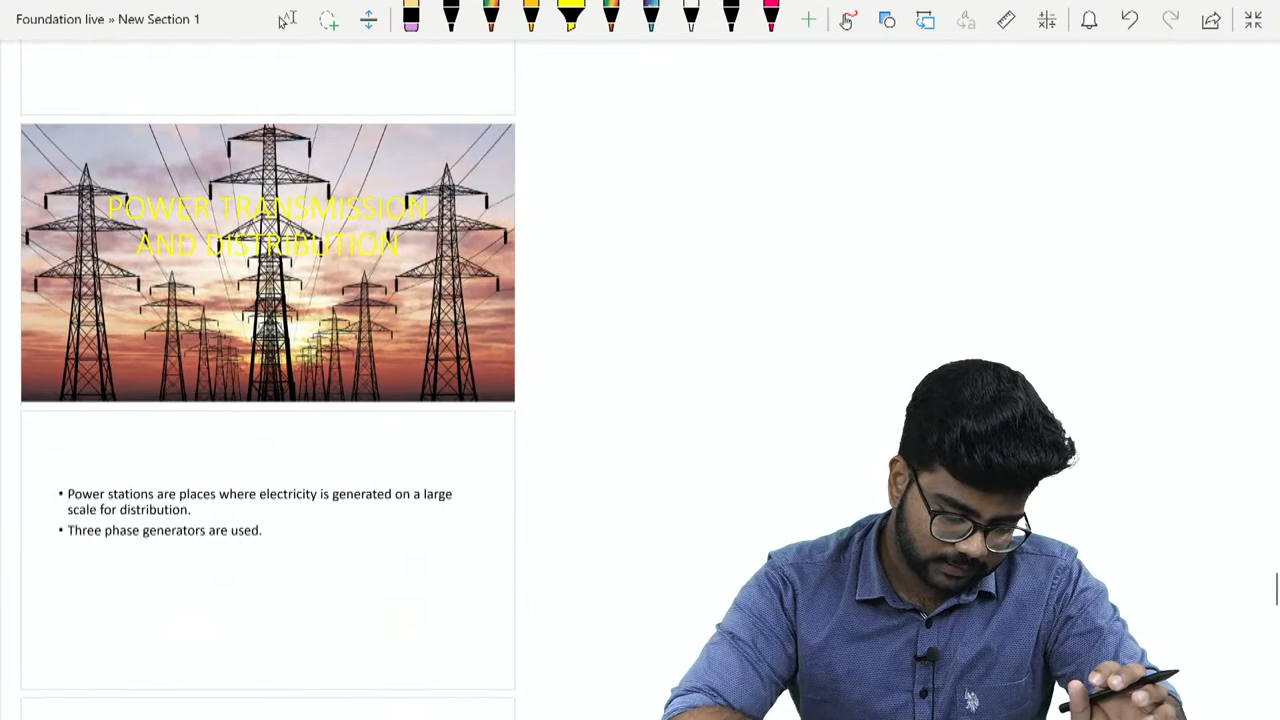 Foundation live » New Section 1
POWER TRANSMISSION
AND DISTRIBUTION
• Power stations are places where electricity is generated on a large
scale for distribution.
• Three phase generators are used.